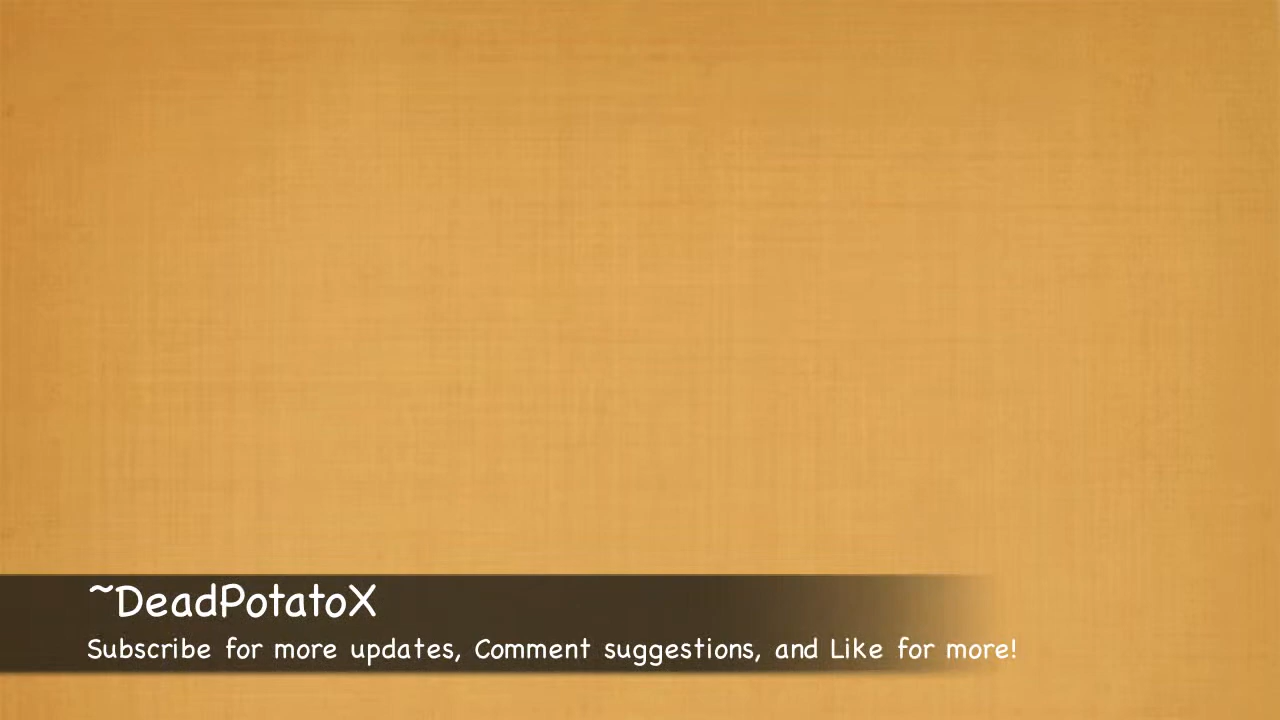 ~DeadPotatoX
Subscribe for more updates, Comment suggestions, and Like for more!